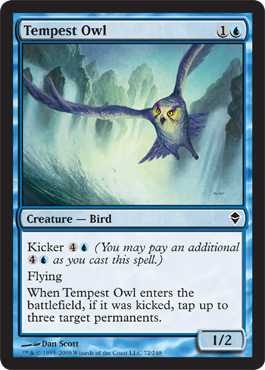 Tempest Owl 1
Creature — Bird
Kicker 4 (You may pay an additional
4 as you cast this spell.)
Flying
When Tempest Owl enters the
battlefield, if it was kicked, tap up to
three target permanents.
Dan Scott
™ & © 1993–2009 Wizards of the Coast LLC 72/249
1/2